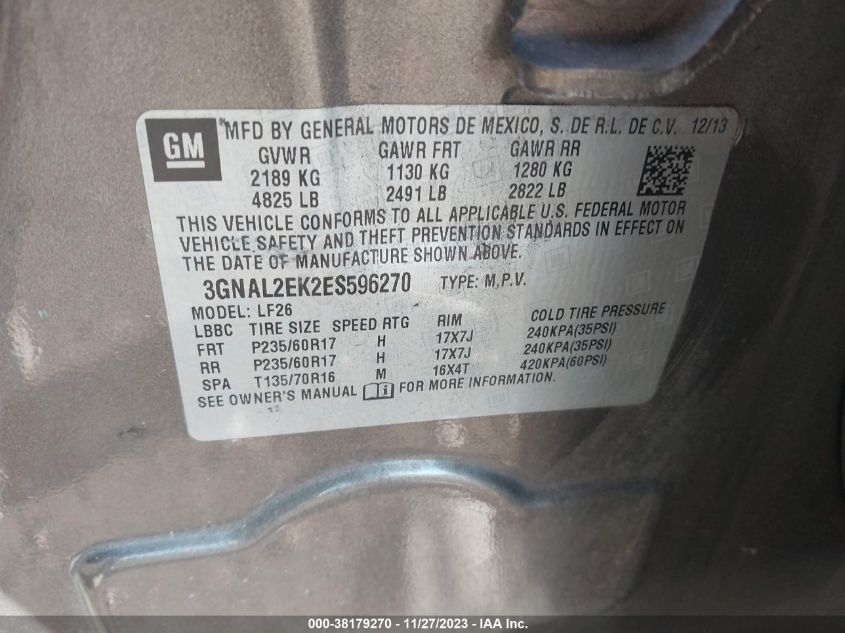 GM
*MFD BY GENERAL MOTORS DE MEXICO, S. DE R.L. DE C.V. 12/13
GVWR GAWR FRT GAWR RR
2189 KG 1130 KG 1280 KG
4825 LB 2491 LB 2822 LB
THIS VEHICLE CONFORMS TO ALL APPLICABLE U.S. FEDERAL MOTOR
VEHICLE SAFETY AND THEFT PREVENTION STANDARDS IN EFFECT ON
THE DATE OF MANUFACTURE SHOWN ABOVE.
3GNAL2EK2ES596270 TYPE: M.P.V.
MODEL: LF26
LBBC TIRE SIZE SPEED RTG RIM COLD TIRE PRESSURE
FRT P235/60R17 H 17X7J 240KPA(35PSI)
RR P235/60R17 H 17X7J 240KPA(35PSI)
SPA T135/70R16 M 16X4T 420KPA(60PSI)
SEE OWNER'S MANUAL FOR MORE INFORMATION.
000-38179270 - 11/27/2023 - IAA Inc.